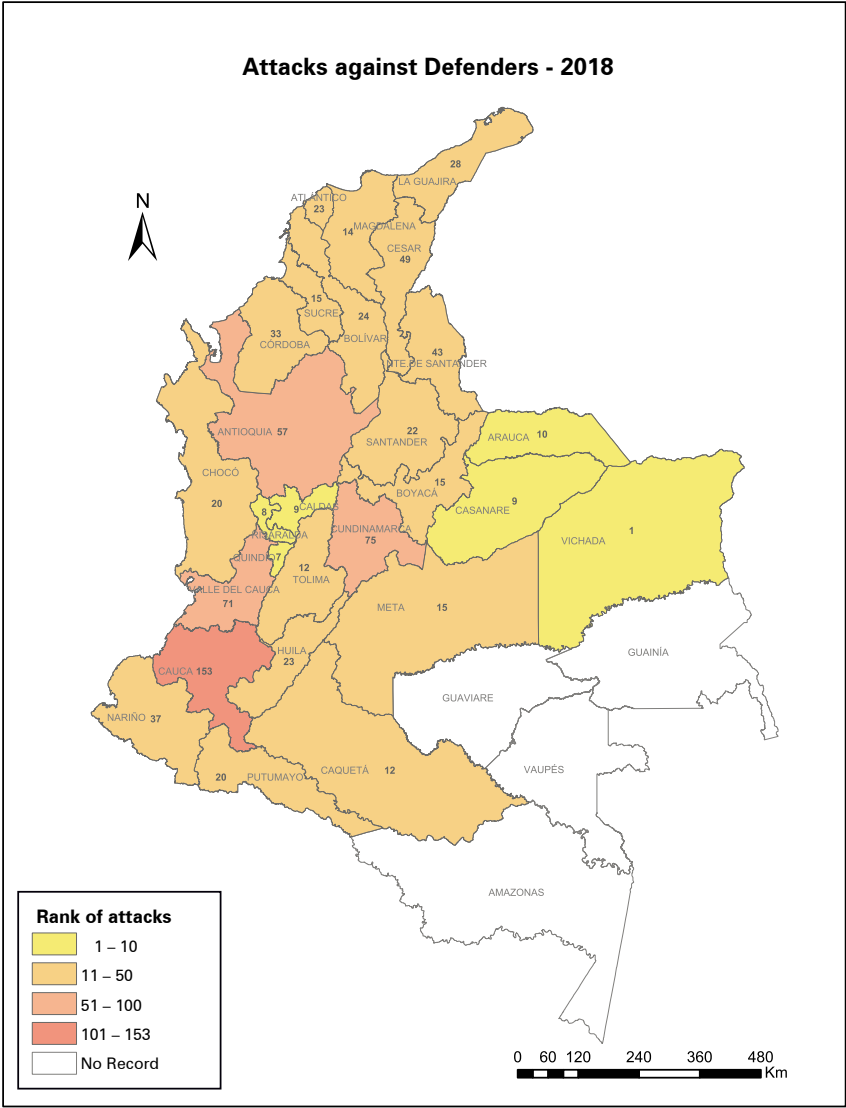 Attacks against Defenders - 2018
N
28
LA GUAJIRA
ATLÁNTICO
23
14
MAGDALENA
CESAR
49
15
SUCRE
24
BOLÍVAR
33
CÓRDOBA
43
NTE.DE SANTANDER
ANTIOQUIA 57
22
SANTANDER
ARAUCA 10
CHOCÓ
20
15
BOYACÁ
9
CASANARE
8
9
CALDAS
RISARALDA
CUNDINAMARCA
75
VICHADA
1
QUINDÍO
7
12
TOLIMA
VALLE DEL CAUCA
71
META 15
HUILA
23
GUAINÍA
CAUCA 153
GUAVIARE
NARIÑO 37
20
PUTUMAYO
CAQUETÁ 12
VAUPÉS
AMAZONAS
Rank of attacks
1 – 10
11 – 50
51 – 100
101 – 153
No Record
0 60 120 240 360 480
Km